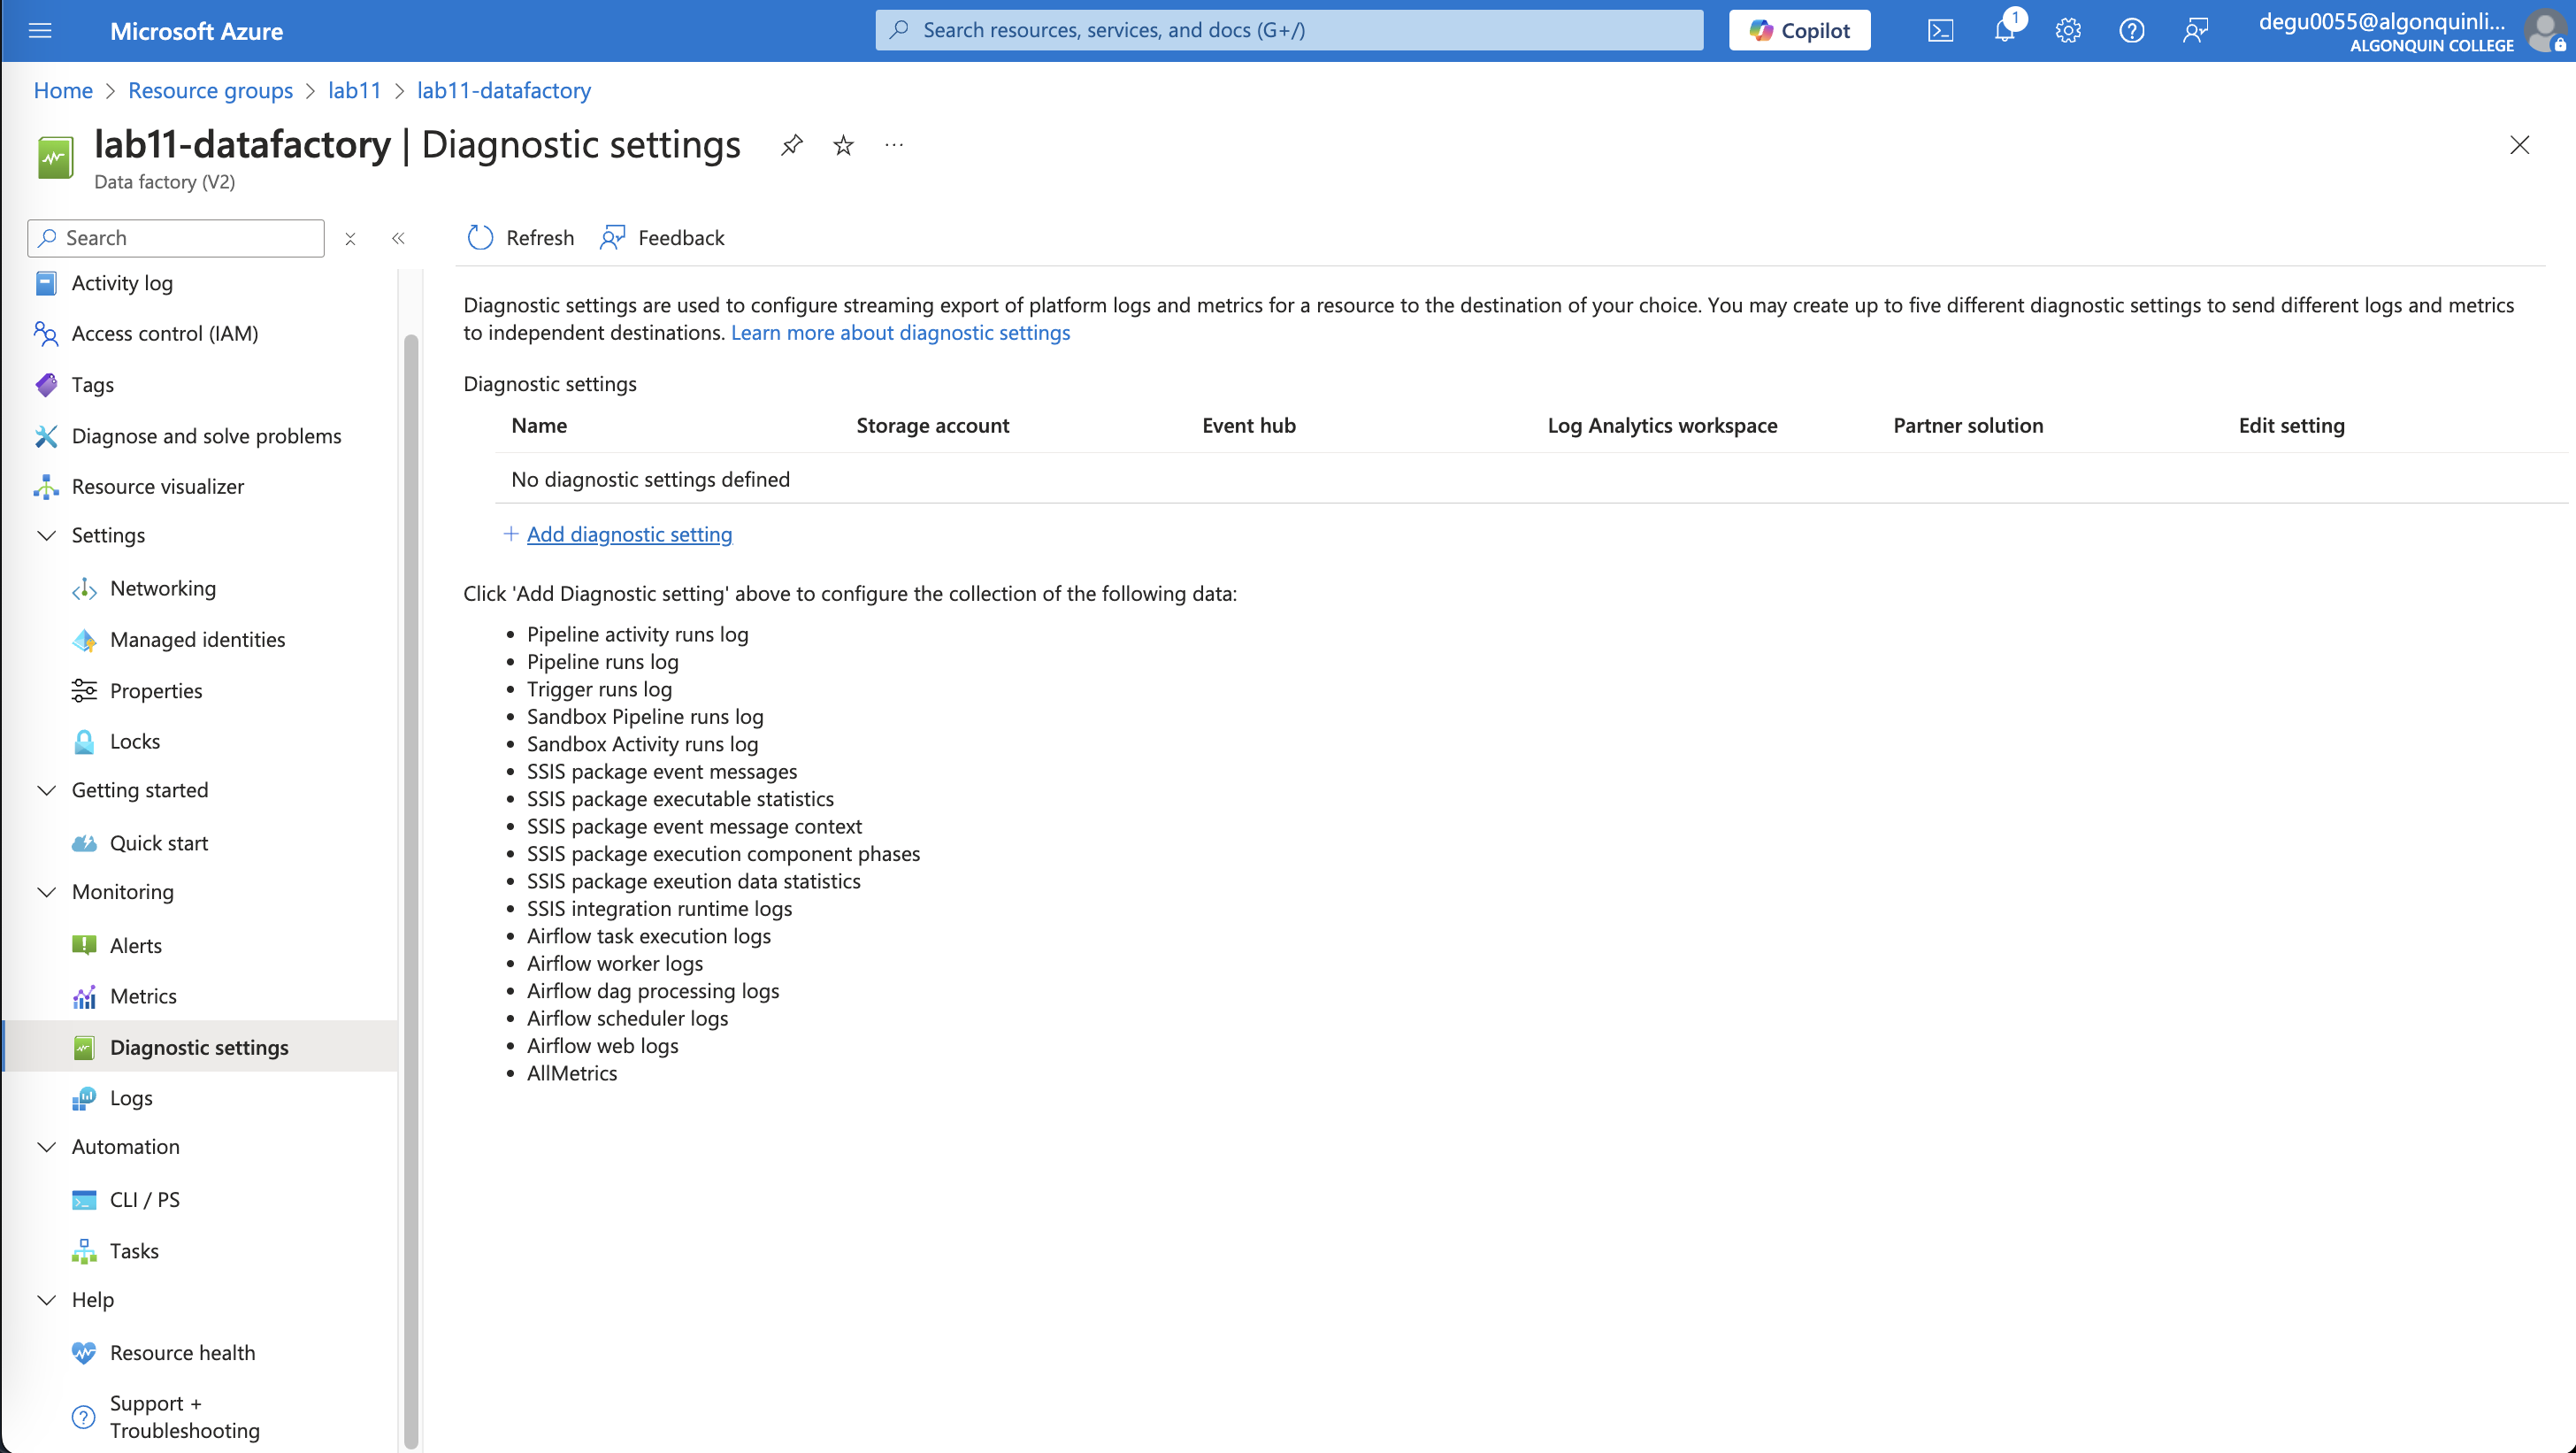 Microsoft Azure
Search resources, services, and docs (G+/)
Copilot
1
degu0055@algonquinli...
ALGONQUIN COLLEGE
Home > Resource groups > lab11 > lab11-datafactory
lab11-datafactory | Diagnostic settings
Data factory (V2)
Search
Activity log
Access control (IAM)
Tags
Diagnose and solve problems
Resource visualizer
Settings
Networking
Managed identities
Properties
Locks
Getting started
Quick start
Monitoring
Alerts
Metrics
Diagnostic settings
Logs
Automation
CLI / PS
Tasks
Help
Resource health
Support +
Troubleshooting
Refresh
Feedback
Diagnostic settings are used to configure streaming export of platform logs and metrics for a resource to the destination of your choice. You may create up to five different diagnostic settings to send different logs and metrics
to independent destinations. Learn more about diagnostic settings
Diagnostic settings
Name Storage account Event hub Log Analytics workspace Partner solution Edit setting
No diagnostic settings defined
+ Add diagnostic setting
Click 'Add Diagnostic setting' above to configure the collection of the following data:
• Pipeline activity runs log
• Pipeline runs log
• Trigger runs log
• Sandbox Pipeline runs log
• Sandbox Activity runs log
• SSIS package event messages
• SSIS package executable statistics
• SSIS package event message context
• SSIS package execution component phases
• SSIS package exeution data statistics
• SSIS integration runtime logs
• Airflow task execution logs
• Airflow worker logs
• Airflow dag processing logs
• Airflow scheduler logs
• Airflow web logs
• AllMetrics